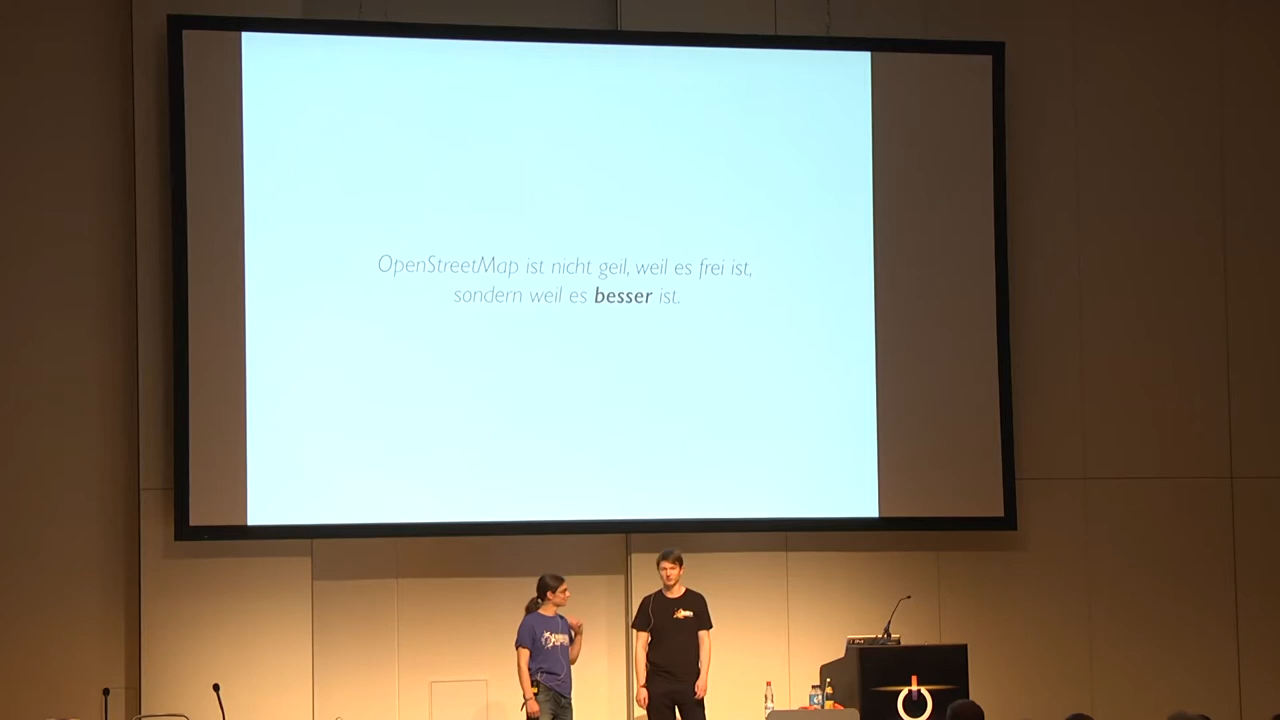 OpenStreetMap ist nicht geil, weil es frei ist,
sondern weil es besser ist.